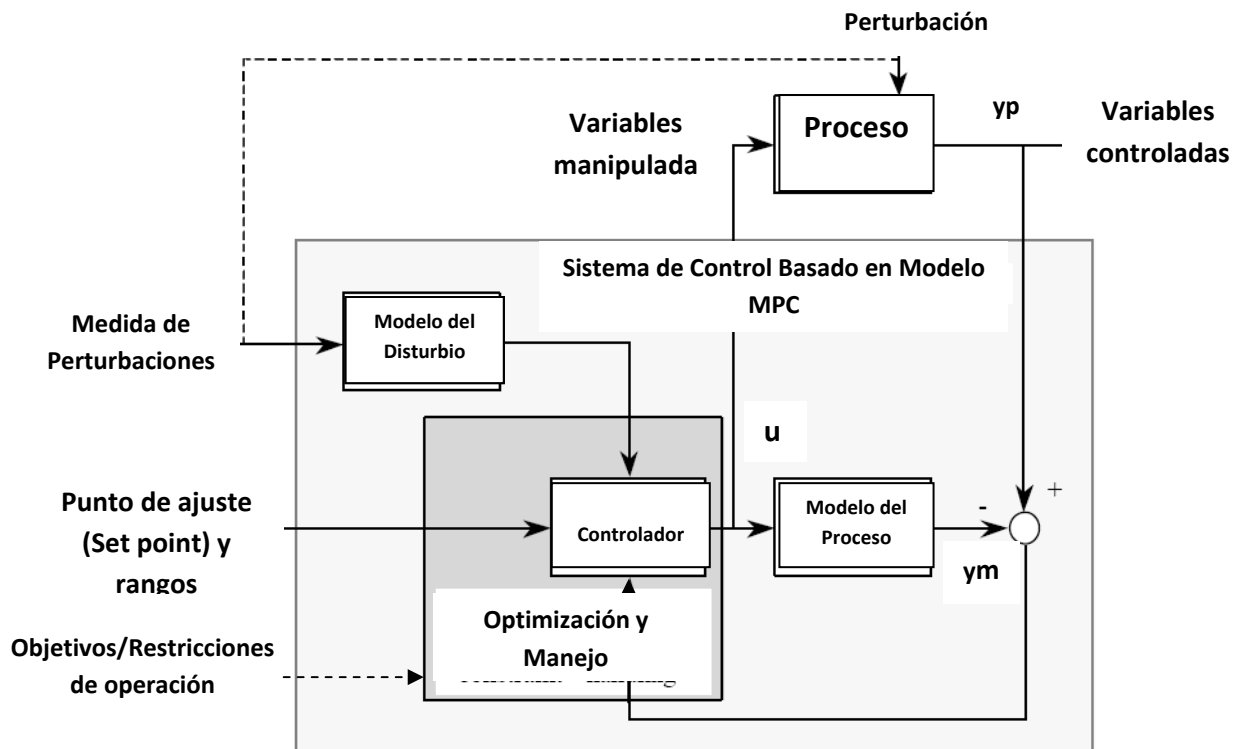 Perturbación
Variables
manipulada
Proceso
yp
Variables
controladas
Sistema de Control Basado en Modelo
MPC
Medida de
Perturbaciones
Modelo del
Disturbio
u
Punto de ajuste
(Set point) y
rangos
Controlador
Modelo del
Proceso
-
+
ym
Optimización y
Manejo
Objetivos/Restricciones
de operación